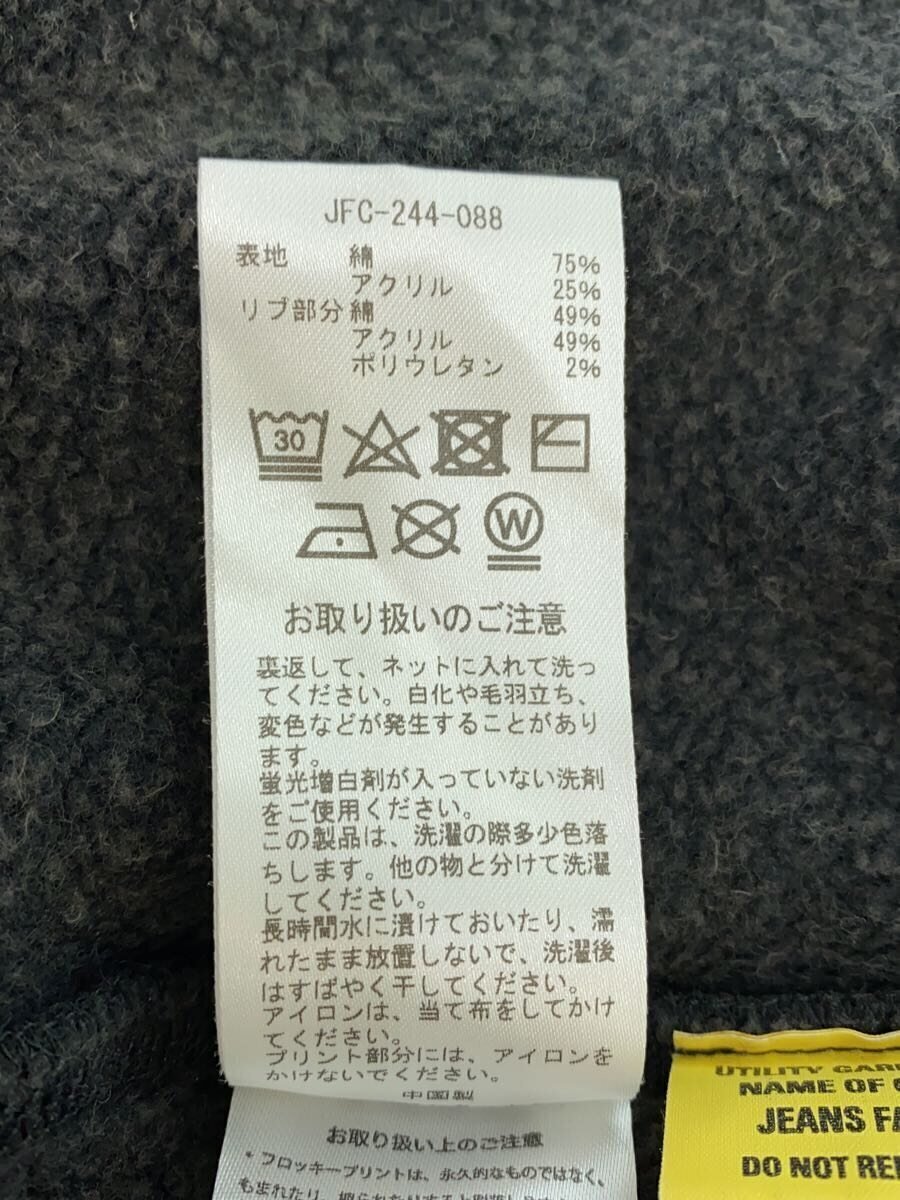 JFC-244-088
表地 綿 75%
アクリル 25%
リブ部分 綿 49%
アクリル 49%
ポリウレタン 2%
30
W
お取り扱いのご注意
裏返して、ネットに入れて洗っ
てください。白化や毛羽立ち、
変色などが発生することがあり
ます。
蛍光増白剤が入っていない洗剤
をご使用ください。
この製品は、洗濯の際多少色落
ちします。他の物と分けて洗濯
してください。
長時間水に漬けておいたり、濡
れたまま放置しないで、洗濯後
はすばやく干してください。
アイロンは、当て布をしてかけ
てください。
プリント部分には、アイロンを
かけないでください。
中国製
お取り扱い上のご注意
*フロッキープリントは、永久的なものではなく、
UTILITY
NAME OF
JEANS
DO NOT